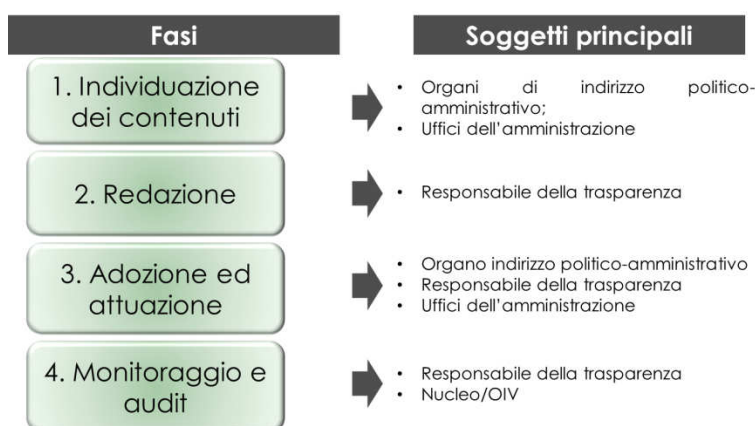 Fasi
Soggetti principali
1. Individuazione
dei contenuti
• Organi di indirizzo politico-
amministrativo;
• Uffici dell'amministrazione
2. Redazione
• Responsabile della trasparenza
3. Adozione ed
attuazione
• Organo indirizzo politico-amministrativo
• Responsabile della trasparenza
• Uffici dell'amministrazione
4. Monitoraggio e
audit
• Responsabile della trasparenza
• Nucleo/OIV